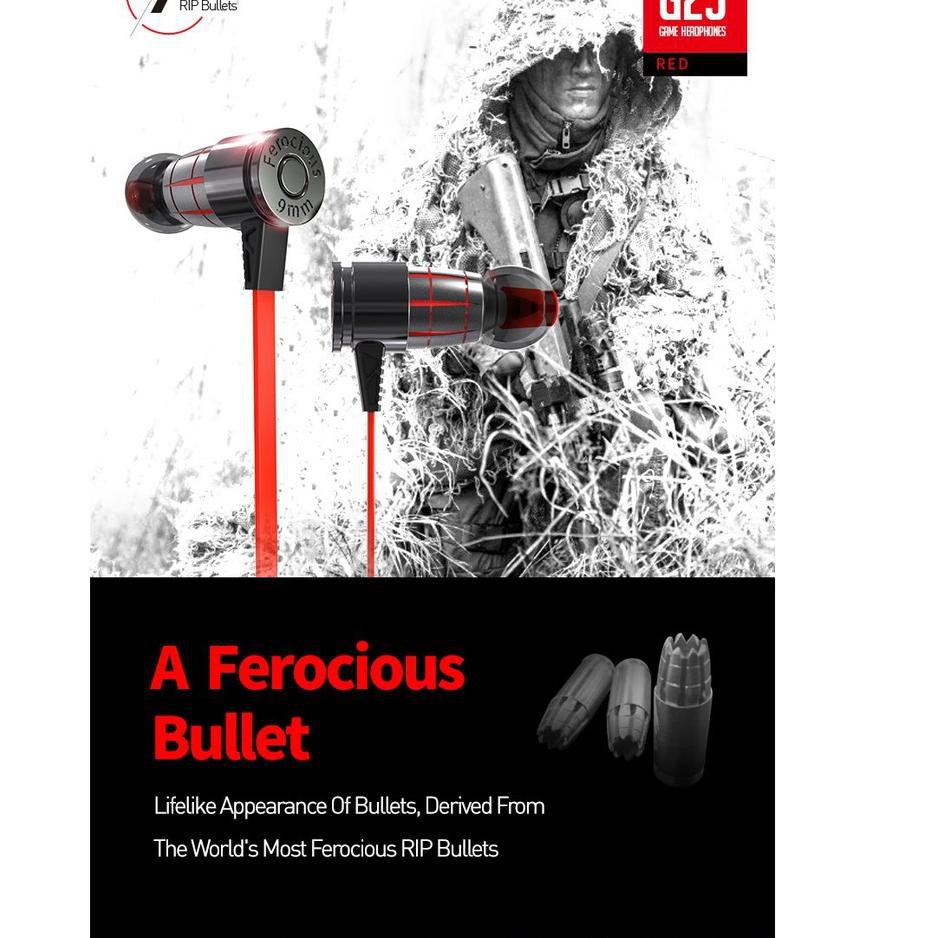 RIP Bullets
GAME HEADPHONES
RED
Ferocious
9mm
A Ferocious
Bullet
Lifelike Appearance Of Bullets, Derived From
The World's Most Ferocious RIP Bullets